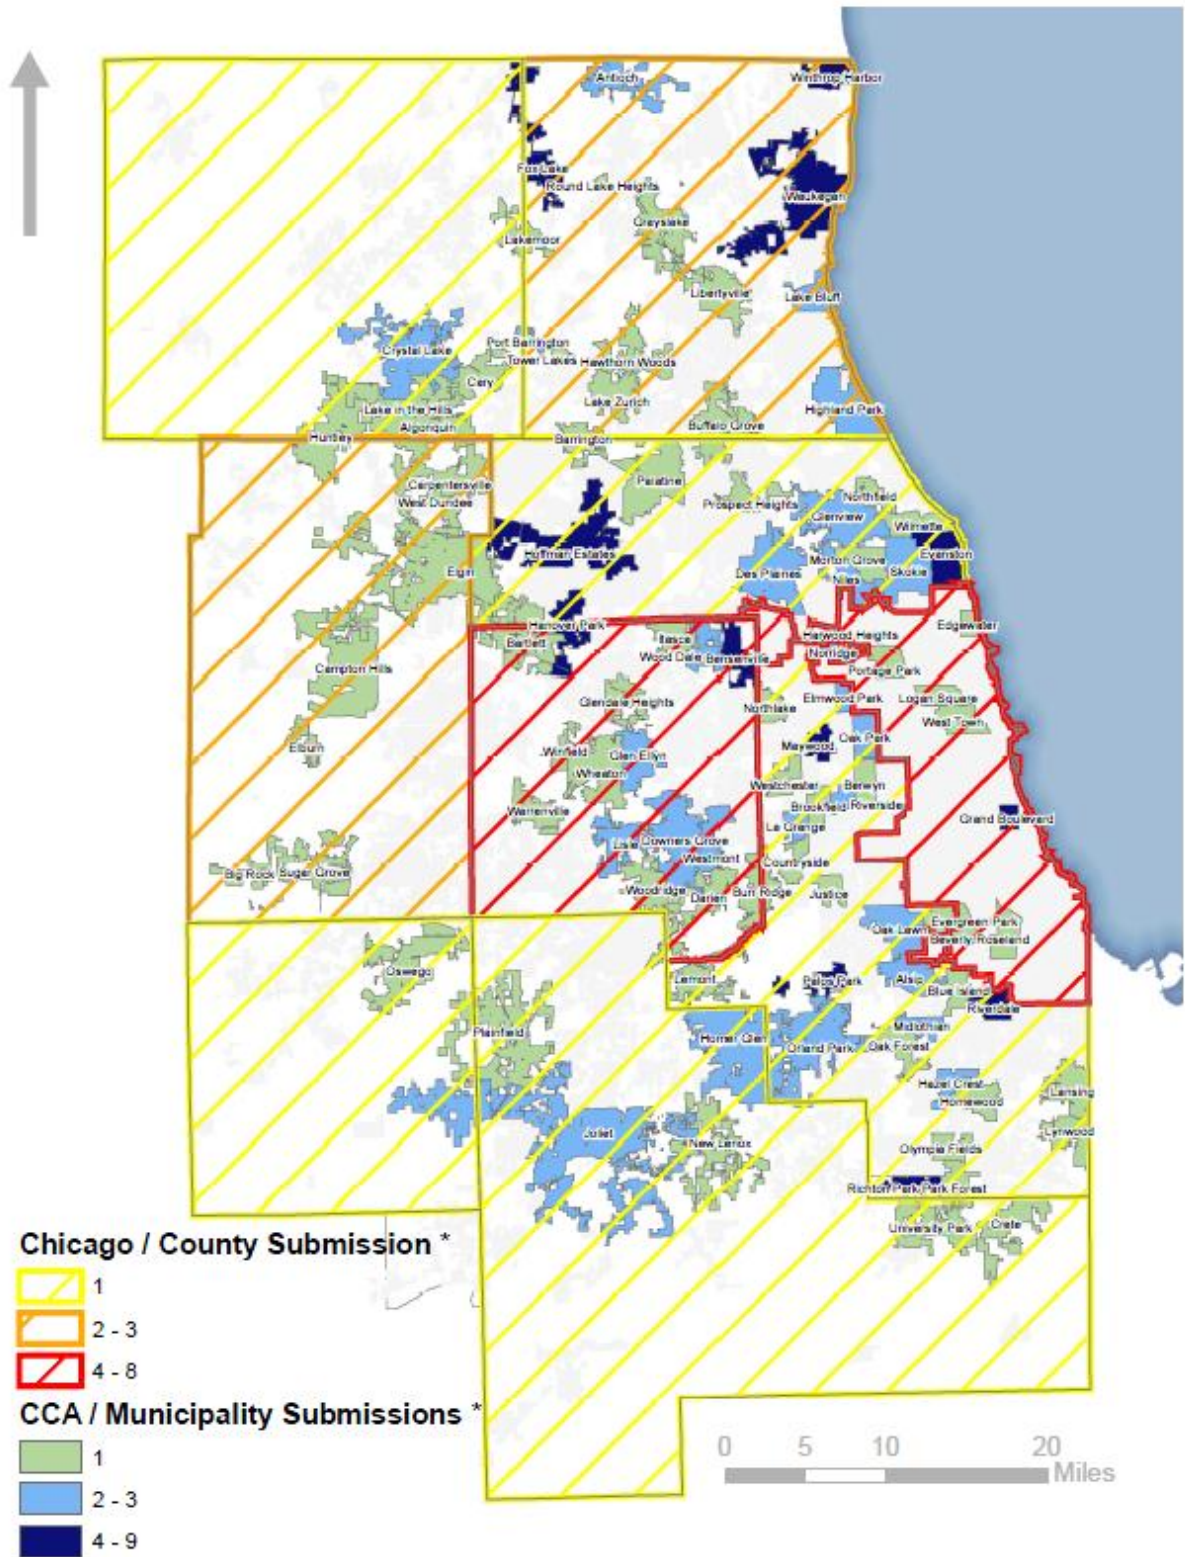 Antioch
Winthrop Harbor
Fox Lake
Round Lake Heights
Waukegan
Grayslake
Lakemoor
Libertyville
Lake Bluff
Port Barrington
Crystal Lake
Tower Lakes
Hawthorn Woods
Cary
Lake Zurich
Lake in the Hills
Highland Park
Algonquin
Buffalo Grove
Huntley
Barrington
Carpentersville
Palatine
West Dundee
Prospect Heights
Northfield
Glenview
Wilmette
Hoffman Estates
Evanston
Morton Grove
Elgin
Des Plaines
Niles
Skokie
Hanover Park
Edgewater
Bartlett
Itasca
Harwood Heights
Wood Dale
Bensenville
Norridge
Campton Hills
Portage Park
Glendale Heights
Elmwood Park
Logan Square
Northlake
West Town
Elburn
Winfield
Glen Ellyn
Maywood
Oak Park
Wheaton
Westchester
Berwyn
Warrenville
Brookfield
Riverside
Grand Boulevard
La Grange
Lisle
Downers Grove
Westmont
Countryside
Big Rock
Sugar Grove
Woodridge
Darien
Burr Ridge
Justice
Oak Lawn
Evergreen Park
Beverly
Roseland
Oswego
Lemont
Palos Park
Alsip
Blue Island
Riverdale
Plainfield
Homer Glen
Orland Park
Midlothian
Oak Forest
Hazel Crest
Homewood
Lansing
Joliet
New Lenox
Lynwood
Olympia Fields
Richton Park
Park Forest
University Park
Crete
Chicago / County Submission *
1
2 - 3
4 - 8
CCA / Municipality Submissions *
1
2 - 3
4 - 9
0 5 10 20
Miles